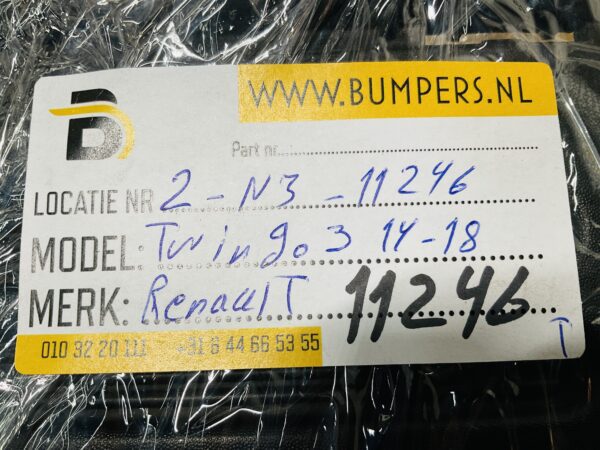 B
WWW.BUMPERS.NL
Part nr.
LOCATIE NR 2-N3-11246
MODEL: Twingo 3 14-18
MERK: Renault 11246
T
010 32 20 111 +31 6 44 66 53 55